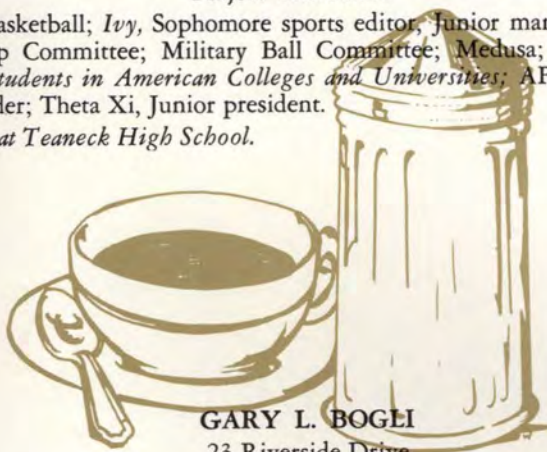 asketball; Ivy, Sophomore sports editor, Junior man
p Committee; Military Ball Committee; Medusa;
tudents in American Colleges and Universities; AF
der; Theta Xi, Junior president.
at Teaneck High School.
GARY L. BOGLI
23 Riverside Drive